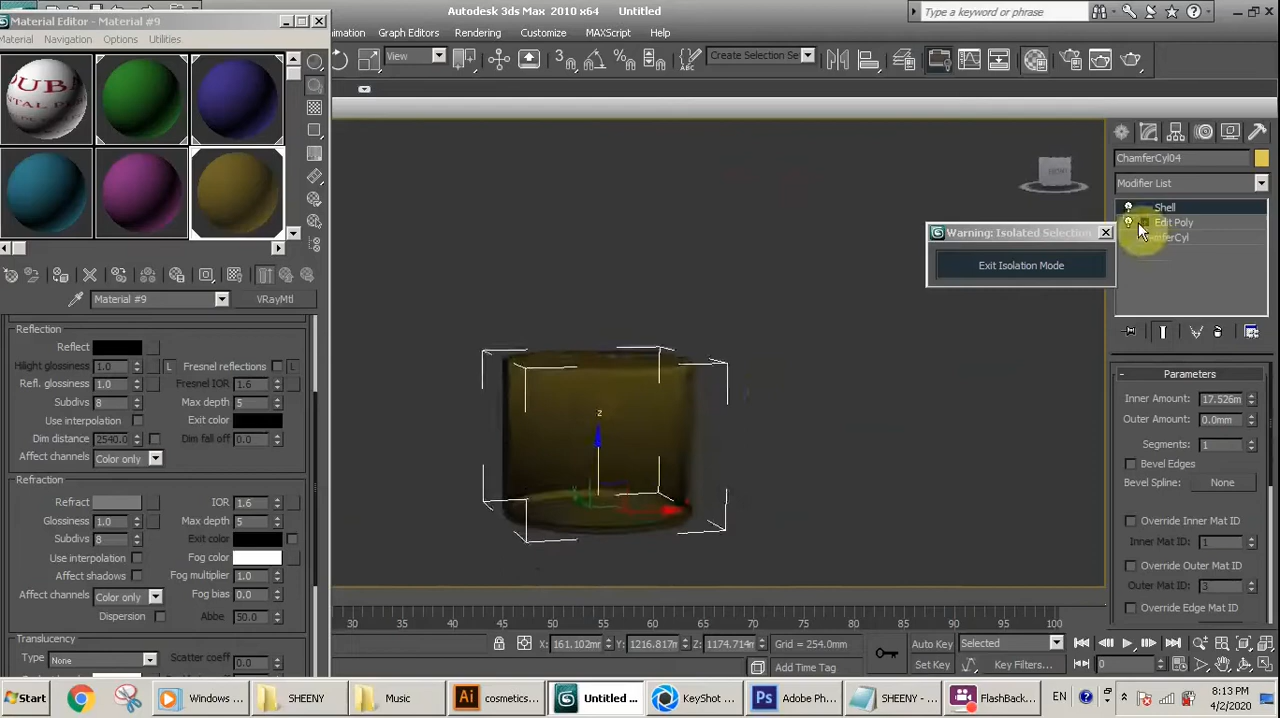 Autodesk 3ds Max 2010 x64 Untitled
Type a keyword or phrase
Material Editor - Material #9
Material Navigation Options Utilities
Graph Editors Rendering Customize MAXScript Help
View
3
Create Selection Se
ChamferCyl04
Modifier List
Shell
Edit Poly
Warning: Isolated Selection
Exit Isolation Mode
Material #9 VRayMtl
Reflection
Reflect
Hilight glossiness 1.0 L Fresnel reflections L
Refl. glossiness 1.0 Fresnel IOR 1.6
Subdivs 8 Max depth 5
Use interpolation Exit color
Dim distance 2540.0 Dim fall off 0.0
Affect channels Color only
Refraction
Refract IOR 1.6
Glossiness 1.0 Max depth 5
Subdivs 8 Exit color
Use interpolation Fog color
Affect shadows Fog multiplier 1.0
Affect channels Color only Fog bias 0.0
Dispersion Abbe 50.0
Translucency
Type None Scatter coeff 0.0
z
Parameters
Inner Amount: 17.526m
Outer Amount: 0.0mm
Segments: 1
Bevel Edges
Bevel Spline: None
Override Inner Mat ID
Inner Mat ID: 1
Override Outer Mat ID
Outer Mat ID: 3
Override Edge Mat ID
30 35 40 45 50 55 60 65 70 75 80 85 90 95 100
X: 161.102mm Y: 1216.817m Z: 1174.714m Grid = 254.0mm
Auto Key Selected
Add Time Tag Set Key Key Filters... 0
Start Windows... SHEENY Music cosmetics... Untitled ... KeyShot... Adobe Ph... SHEENY -... FlashBack... EN 8:13 PM
4/2/2020